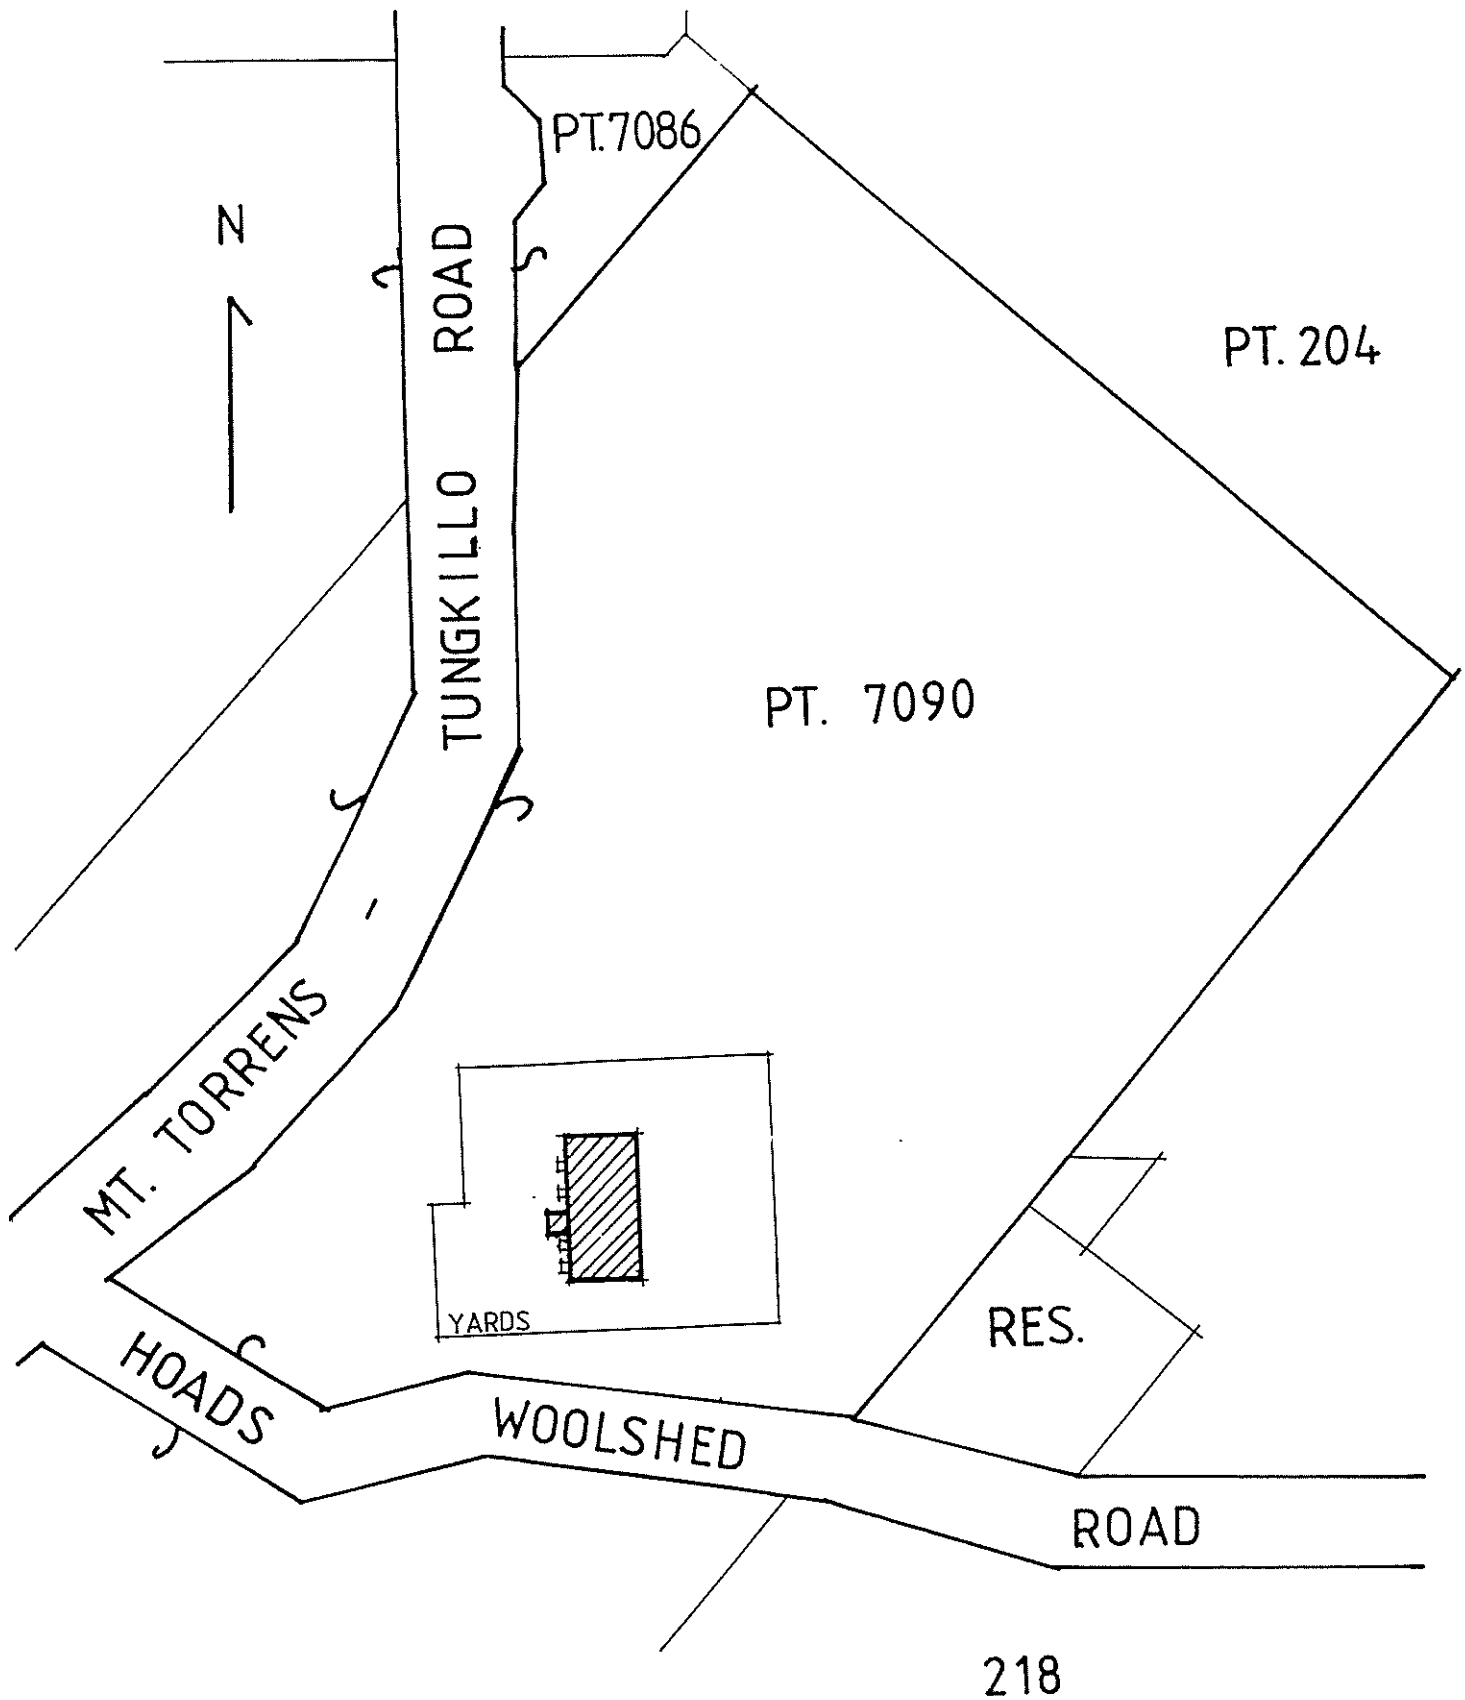 PT.7086
N
MT. TORRENS - TUNGKILLO ROAD
PT. 204
PT. 7090
YARDS
RES.
HOADS WOOLSHED ROAD
218